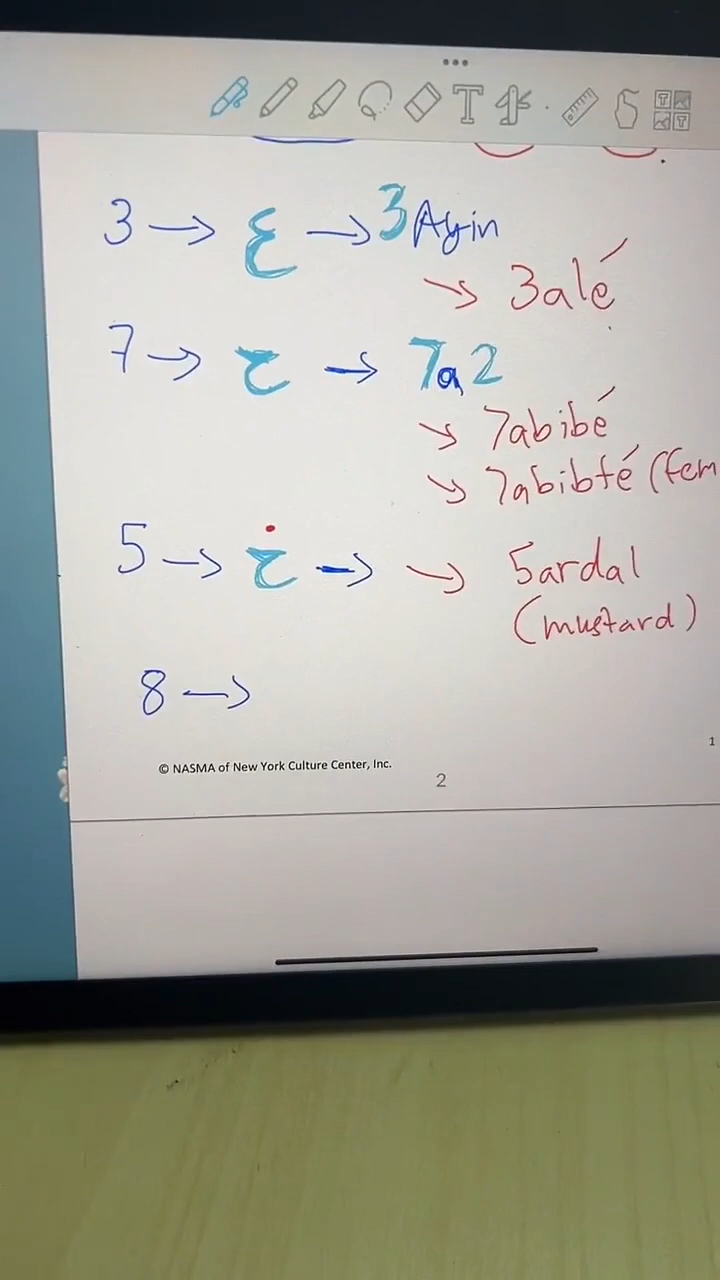 3 → ع → 3Ayin
→ 3alé
7 → ح → 7a2
→ 7abibé
→ 7abibté (fem
5 → خ → → 5ardal
(mustard)
8 →
1
© NASMA of New York Culture Center, Inc.
2